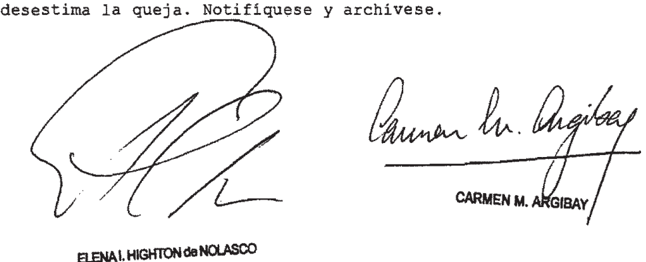 desestima la queja. Notifíquese y archívese.
Carmen M. Argibay
CARMEN M. ARGIBAY
ELENA I. HIGHTON de NOLASCO